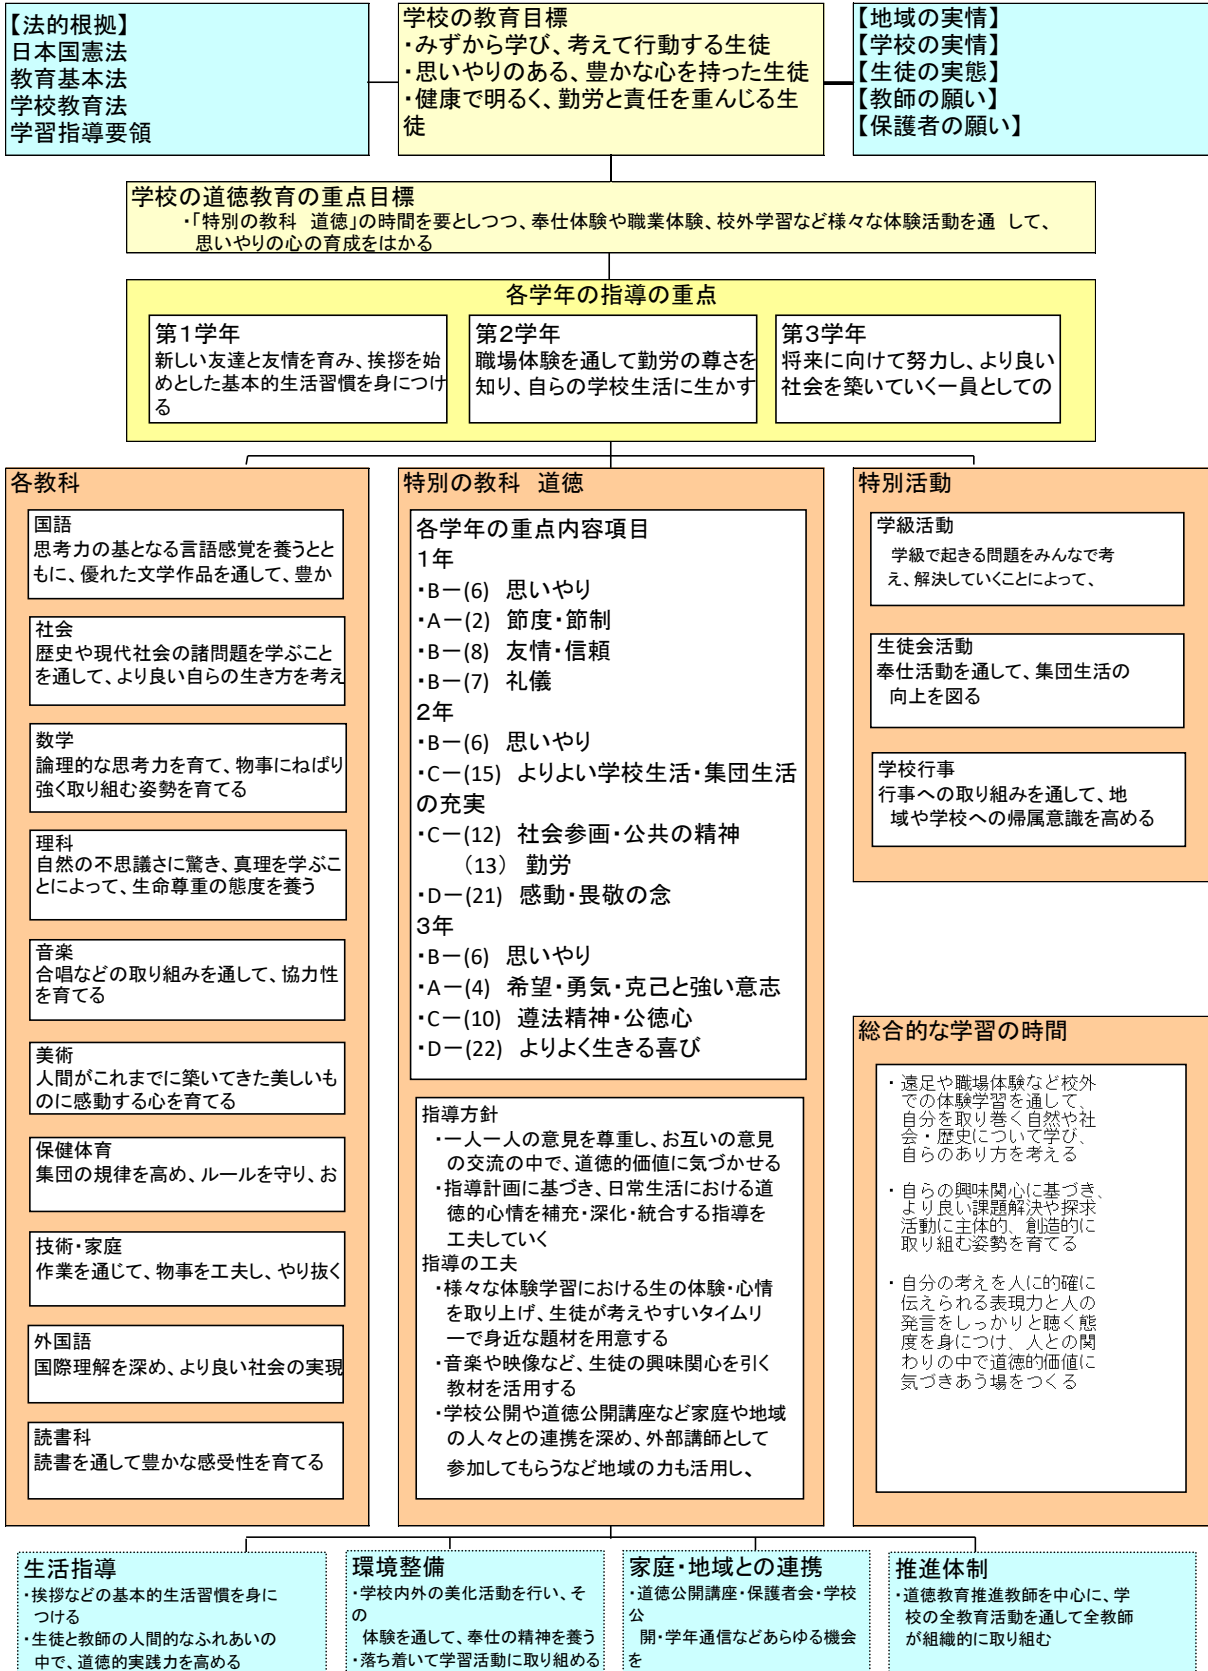 【法的根拠】
日本国憲法
教育基本法
学校教育法
学習指導要領
学校の教育目標
・みずから学び、考えて行動する生徒
・思いやりのある、豊かな心を持った生徒
・健康で明るく、勤労と責任を重んじる生
徒
【地域の実情】
【学校の実情】
【生徒の実態】
【教師の願い】
【保護者の願い】
学校の道徳教育の重点目標
・「特別の教科　道徳」の時間を要としつつ、奉仕体験や職業体験、校外学習など様々な体験活動を通 して、
思いやりの心の育成をはかる
各学年の指導の重点
第1学年
新しい友達と友情を育み、挨拶を始
めとした基本的生活習慣を身につけ
る
第2学年
職場体験を通して勤労の尊さを
知り、自らの学校生活に生かす
第3学年
将来に向けて努力し、より良い
社会を築いていく一員としての
各教科
国語
思考力の基となる言語感覚を養うとと
もに、優れた文学作品を通して、豊か
社会
歴史や現代社会の諸問題を学ぶこと
を通して、より良い自らの生き方を考え
数学
論理的な思考力を育て、物事にねばり
強く取り組む姿勢を育てる
理科
自然の不思議さに驚き、真理を学ぶこ
とによって、生命尊重の態度を養う
音楽
合唱などの取り組みを通して、協力性
を育てる
美術
人間がこれまでに築いてきた美しいも
のに感動する心を育てる
保健体育
集団の規律を高め、ルールを守り、お
技術・家庭
作業を通じて、物事を工夫し、やり抜く
外国語
国際理解を深め、より良い社会の実現
読書科
読書を通して豊かな感受性を育てる
特別の教科　道徳
各学年の重点内容項目
1年
・B－(6)　思いやり
・A－(2)　節度・節制
・B－(8)　友情・信頼
・B－(7)　礼儀
2年
・B－(6)　思いやり
・C－(15)　よりよい学校生活・集団生活
の充実
・C－(12)　社会参画・公共の精神
（13）　勤労
・D－(21)　感動・畏敬の念
3年
・B－(6)　思いやり
・A－(4)　希望・勇気・克己と強い意志
・C－(10)　遵法精神・公徳心
・D－(22)　よりよく生きる喜び
指導方針
・一人一人の意見を尊重し、お互いの意見
の交流の中で、道徳的価値に気づかせる
・指導計画に基づき、日常生活における道
徳的心情を補充・深化・統合する指導を
工夫していく
指導の工夫
・様々な体験学習における生の体験・心情
を取り上げ、生徒が考えやすいタイムリ
ーで身近な題材を用意する
・音楽や映像など、生徒の興味関心を引く
教材を活用する
・学校公開や道徳公開講座など家庭や地域
の人々との連携を深め、外部講師として
参加してもらうなど地域の力も活用し、
特別活動
学級活動
学級で起きる問題をみんなで考
え、解決していくことによって、
生徒会活動
奉仕活動を通して、集団生活の
向上を図る
学校行事
行事への取り組みを通して、地
域や学校への帰属意識を高める
総合的な学習の時間
・遠足や職場体験など校外
での体験学習を通して、
自分を取り巻く自然や社
会・歴史について学び、
自らのあり方を考える
・自らの興味関心に基づき、
より良い課題解決や探求
活動に主体的、創造的に
取り組む姿勢を育てる
・自分の考えを人に的確に
伝えられる表現力と人の
発言をしっかりと聴く態
度を身につけ、人との関
わりの中で道徳的価値に
気づきあう場をつくる
生活指導
・挨拶などの基本的生活習慣を身に
つける
・生徒と教師の人間的なふれあいの
中で、道徳的実践力を高める
環境整備
・学校内外の美化活動を行い、そ
の
体験を通して、奉仕の精神を養う
・落ち着いて学習活動に取り組める
家庭・地域との連携
・道徳公開講座・保護者会・学校
公
開・学年通信などあらゆる機会
を
推進体制
・道徳教育推進教師を中心に、学
校の全教育活動を通して全教師
が組織的に取り組む